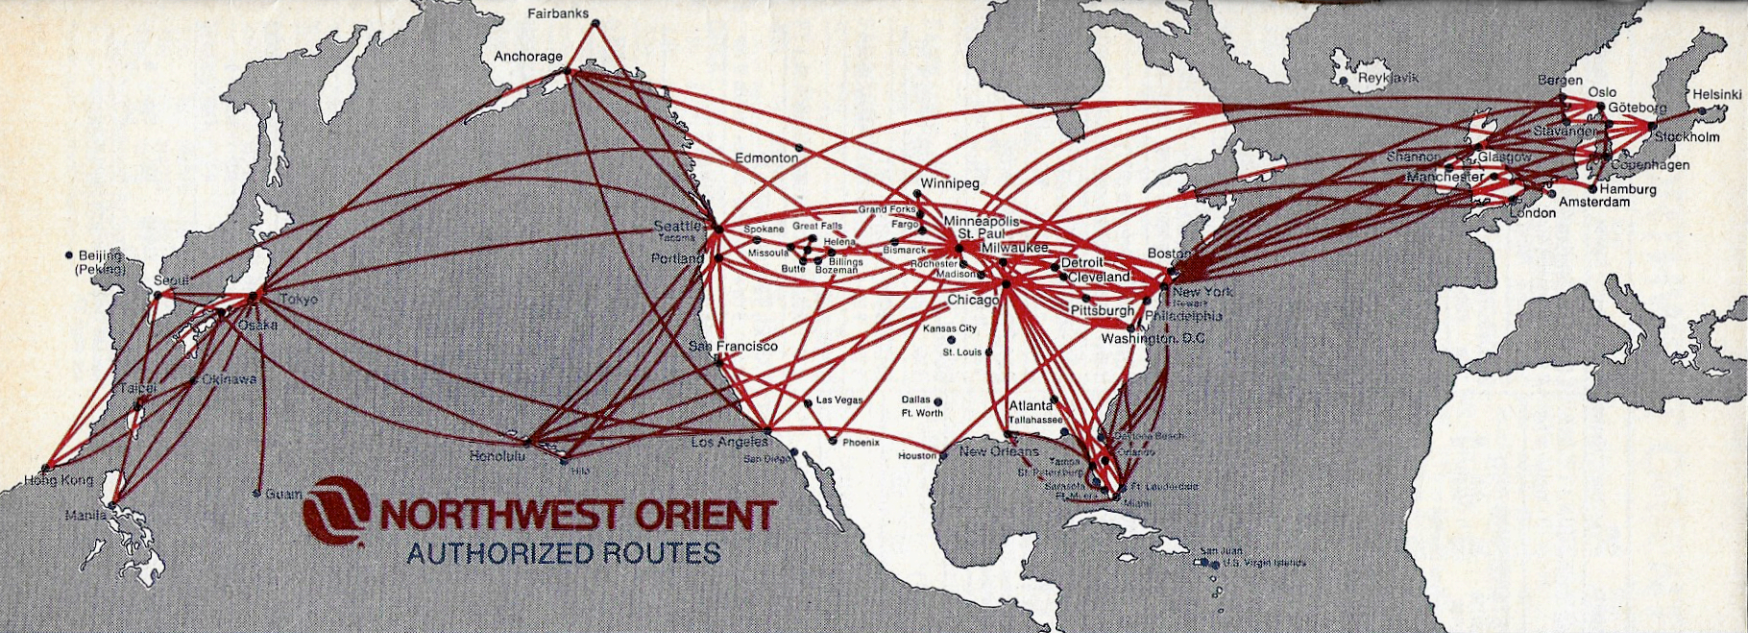 Fairbanks
Anchorage
Reykjavik
Bergen
Oslo
Helsinki
Göteborg
Stavanger
Stockholm
Edmonton
Shannon
Glasgow
Copenhagen
Manchester
Winnipeg
Hamburg
Amsterdam
London
Grand Forks
Fargo
Minneapolis
St. Paul
Seattle
Tacoma
Spokane
Great Falls
Helena
Bismarck
Milwaukee
Missoula
Butte
Billings
Bozeman
Portland
Rochester
Madison
Detroit
Cleveland
Boston
Beijing
(Peking)
Seoul
Tokyo
Osaka
Chicago
Pittsburgh
New York
Newark
Philadelphia
Washington, D.C.
Kansas City
St. Louis
San Francisco
Okinawa
Taipei
Las Vegas
Dallas
Ft. Worth
Atlanta
Tallahassee
Honolulu
Hilo
Los Angeles
San Diego
Phoenix
Houston
New Orleans
Daytona Beach
Orlando
Tampa
St. Petersburg
Sarasota
Ft. Myers
Ft. Lauderdale
Miami
Hong Kong
Manila
Guam
NORTHWEST ORIENT
AUTHORIZED ROUTES
San Juan
U.S. Virgin Islands